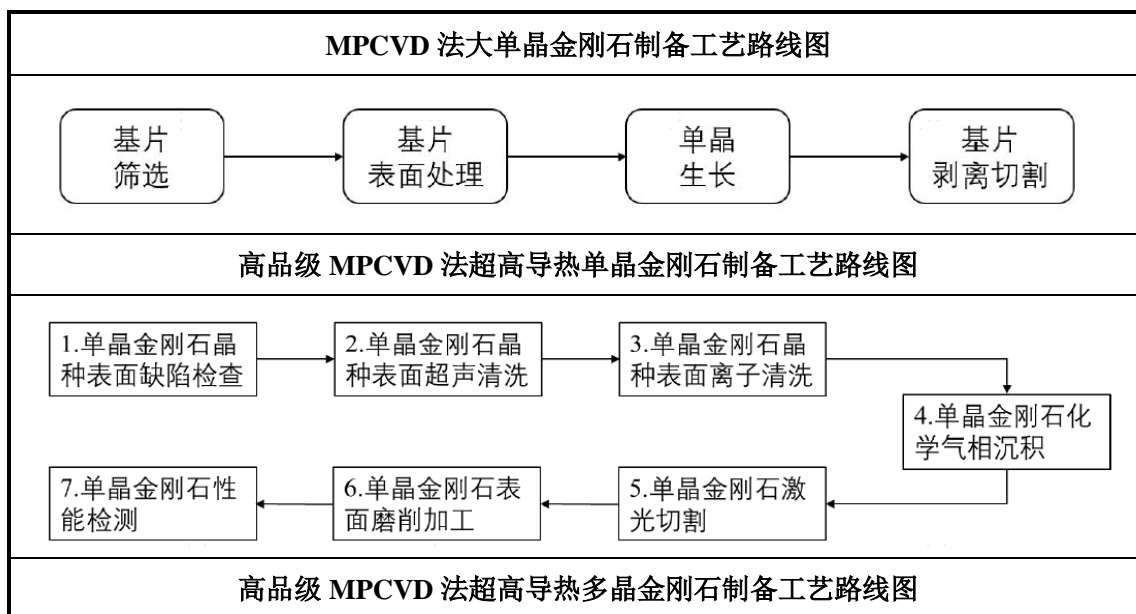 MPCVD 法大单晶金刚石制备工艺路线图
基片
筛选
基片
表面处理
单晶
生长
基片
剥离切割
高品级 MPCVD 法超高导热单晶金刚石制备工艺路线图
1.单晶金刚石晶
种表面缺陷检查
2.单晶金刚石晶
种表面超声清洗
3.单晶金刚石晶
种表面离子清洗
4.单晶金刚石化
学气相沉积
5.单晶金刚石激
光切割
6.单晶金刚石表
面磨削加工
7.单晶金刚石性
能检测
高品级 MPCVD 法超高导热多晶金刚石制备工艺路线图